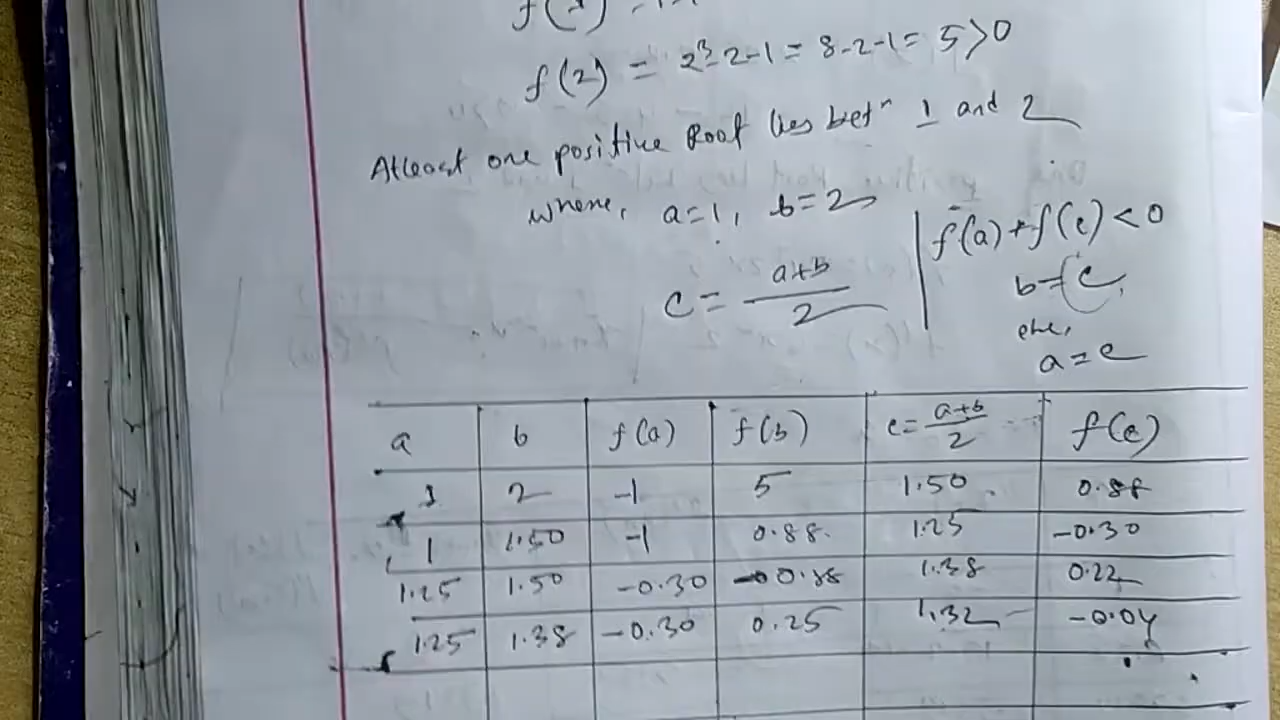 f(2) = 2³-2-1 = 8-2-1 = 5>0
Atleast one positive Root lies betⁿ 1 and 2
where, a=1, b=2
f(a)*f(c) < 0
c = (a+b)/2
b=c,
else,
a=c
a b f(a) f(b) c=(a+b)/2 f(c)
1 2 -1 5 1.50 0.88
1 1.50 -1 0.88 1.25 -0.30
1.25 1.50 -0.30 0.88 1.38 0.22
1.25 1.38 -0.30 0.25 1.32 -0.04